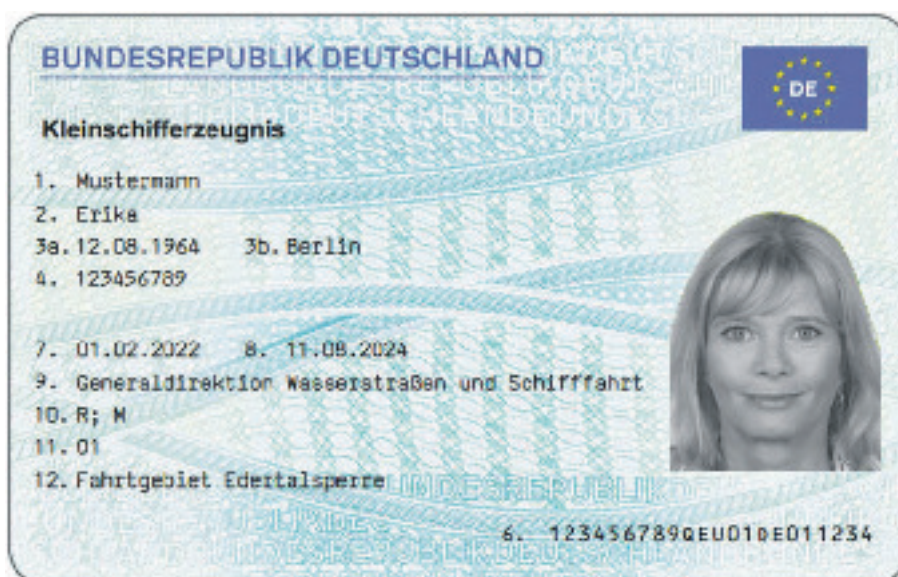 BUNDESREPUBLIK DEUTSCHLAND
DE
Kleinschifferzeugnis
1. Mustermann
2. Erika
3a. 12.08.1964 3b. Berlin
4. 123456789
7. 01.02.2022 8. 11.08.2024
9. Generaldirektion Wasserstraßen und Schifffahrt
10. R; M
11. 01
12. Fahrtgebiet Edertalsperre
6. 123456789QEU01DE011234